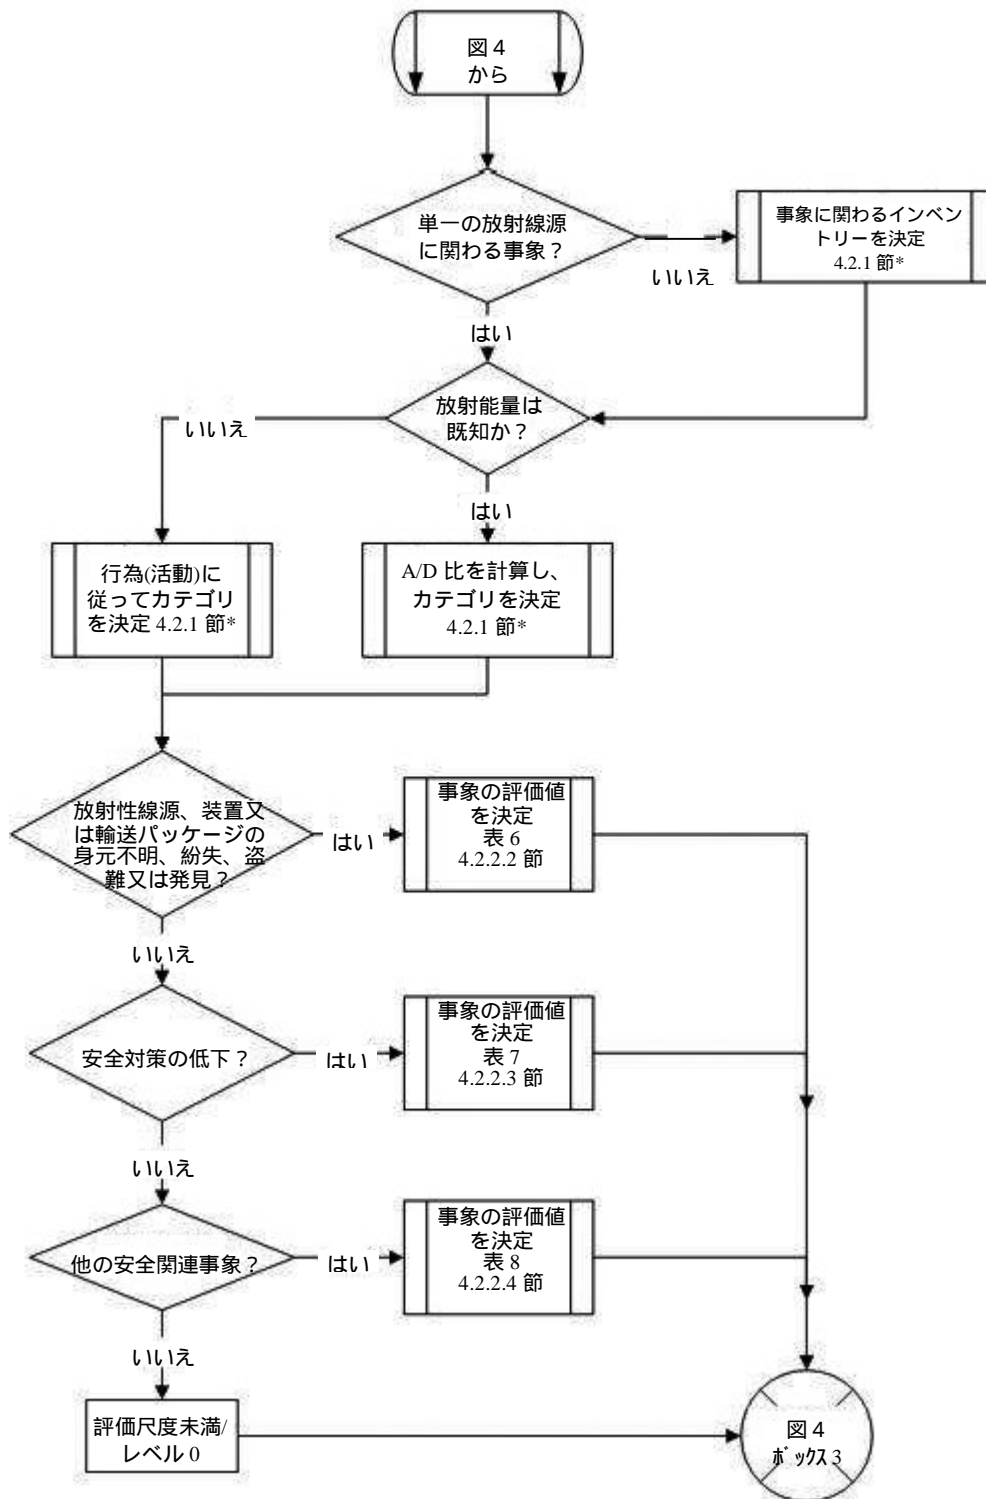 図４
から
単一の放射線源
に関わる事象？
いいえ
事象に関わるインベン
トリーを決定
4.2.1 節*
はい
放射能量は
既知か？
いいえ
はい
行為(活動)に
従ってカテゴリ
を決定 4.2.1 節*
A/D 比を計算し、
カテゴリを決定
4.2.1 節*
放射性線源、装置又
は輸送パッケージの
身元不明、紛失、盗
難又は発見？
はい
事象の評価値
を決定
表 6
4.2.2.2 節
いいえ
安全対策の低下？
はい
事象の評価値
を決定
表 7
4.2.2.3 節
いいえ
他の安全関連事象？
はい
事象の評価値
を決定
表 8
4.2.2.4 節
いいえ
評価尺度未満/
レベル 0
図４
ﾎﾞｯｸｽ 3